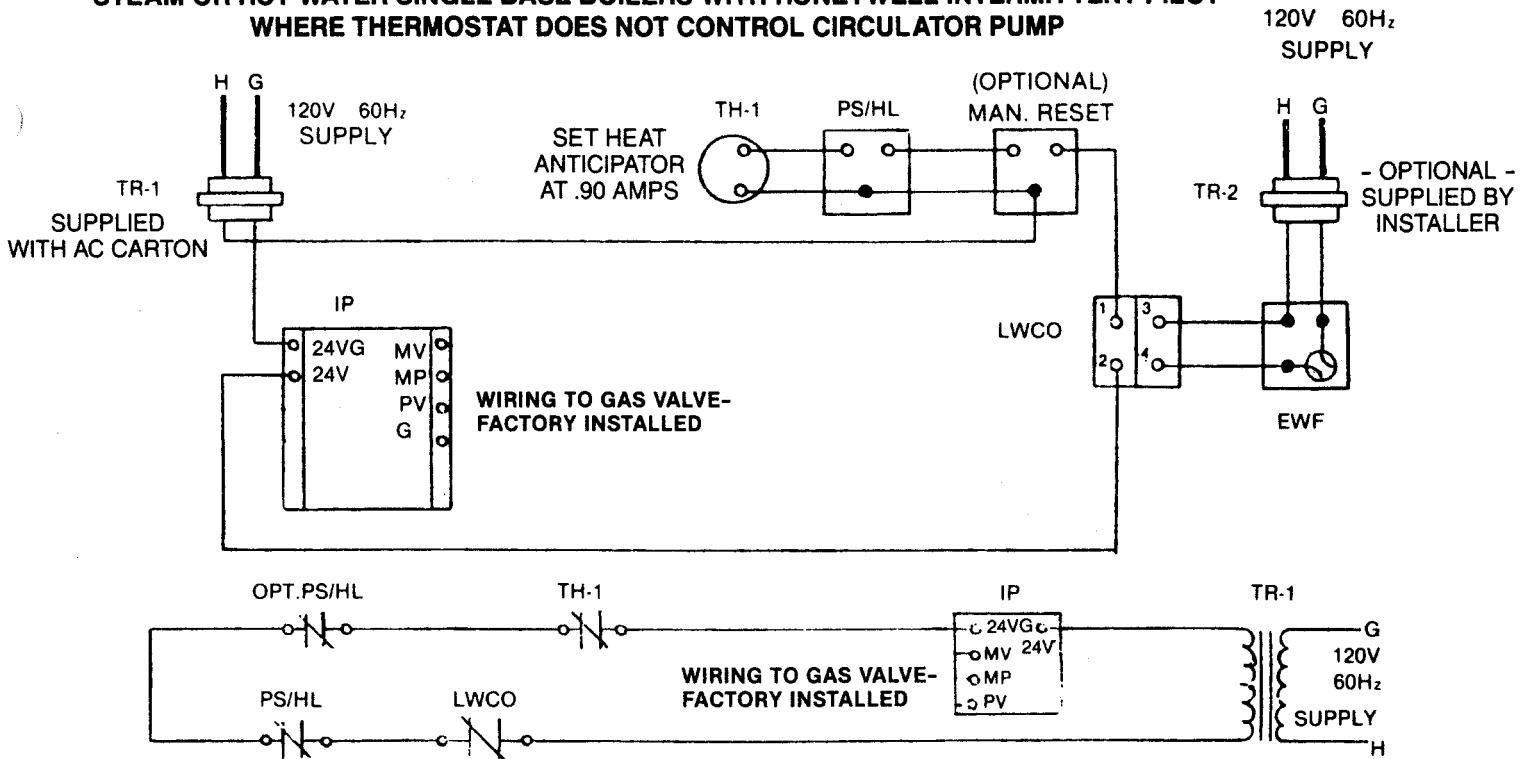 WHERE THERMOSTAT DOES NOT CONTROL CIRCULATOR PUMP
120V 60Hz
SUPPLY
H G
120V 60Hz
SUPPLY
TR-1
SUPPLIED
WITH AC CARTON
SET HEAT
ANTICIPATOR
AT .90 AMPS
TH-1
PS/HL
(OPTIONAL)
MAN. RESET
H G
TR-2
- OPTIONAL -
SUPPLIED BY
INSTALLER
IP
24VG MV
24V MP
PV
G
WIRING TO GAS VALVE-
FACTORY INSTALLED
LWCO
1 3
2 4
EWF
OPT.PS/HL
TH-1
IP
TR-1
24VG
MV 24V
MP
PV
WIRING TO GAS VALVE-
FACTORY INSTALLED
G
120V
60Hz
SUPPLY
H
PS/HL
LWCO